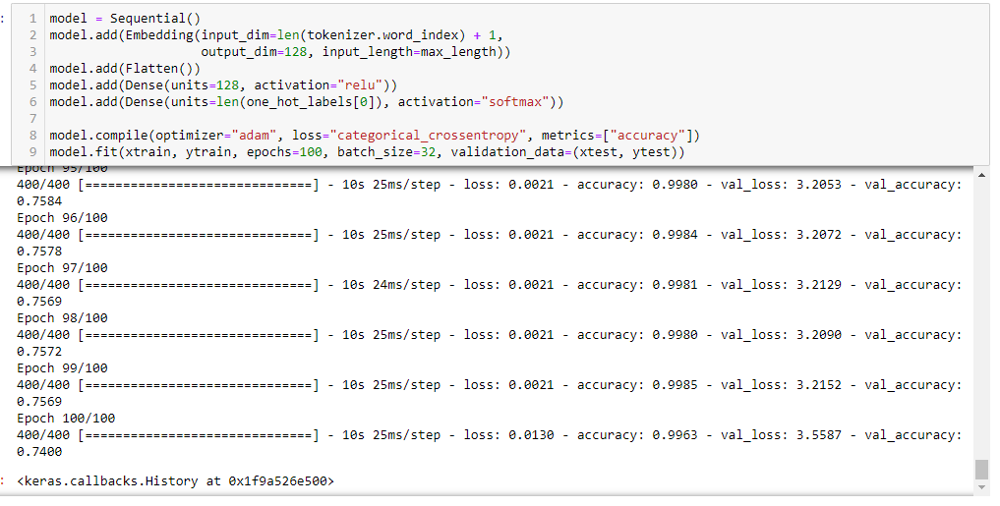 :
1 model = Sequential()
2 model.add(Embedding(input_dim=len(tokenizer.word_index) + 1,
3 output_dim=128, input_length=max_length))
4 model.add(Flatten())
5 model.add(Dense(units=128, activation="relu"))
6 model.add(Dense(units=len(one_hot_labels[0]), activation="softmax"))
7
8 model.compile(optimizer="adam", loss="categorical_crossentropy", metrics=["accuracy"])
9 model.fit(xtrain, ytrain, epochs=100, batch_size=32, validation_data=(xtest, ytest))
Epoch 95/100
400/400 [==============================] - 10s 25ms/step - loss: 0.0021 - accuracy: 0.9980 - val_loss: 3.2053 - val_accuracy:
0.7584
Epoch 96/100
400/400 [==============================] - 10s 25ms/step - loss: 0.0021 - accuracy: 0.9984 - val_loss: 3.2072 - val_accuracy:
0.7578
Epoch 97/100
400/400 [==============================] - 10s 24ms/step - loss: 0.0021 - accuracy: 0.9981 - val_loss: 3.2129 - val_accuracy:
0.7569
Epoch 98/100
400/400 [==============================] - 10s 25ms/step - loss: 0.0021 - accuracy: 0.9980 - val_loss: 3.2090 - val_accuracy:
0.7572
Epoch 99/100
400/400 [==============================] - 10s 25ms/step - loss: 0.0021 - accuracy: 0.9985 - val_loss: 3.2152 - val_accuracy:
0.7569
Epoch 100/100
400/400 [==============================] - 10s 25ms/step - loss: 0.0130 - accuracy: 0.9963 - val_loss: 3.5587 - val_accuracy:
0.7400
: <keras.callbacks.History at 0x1f9a526e500>